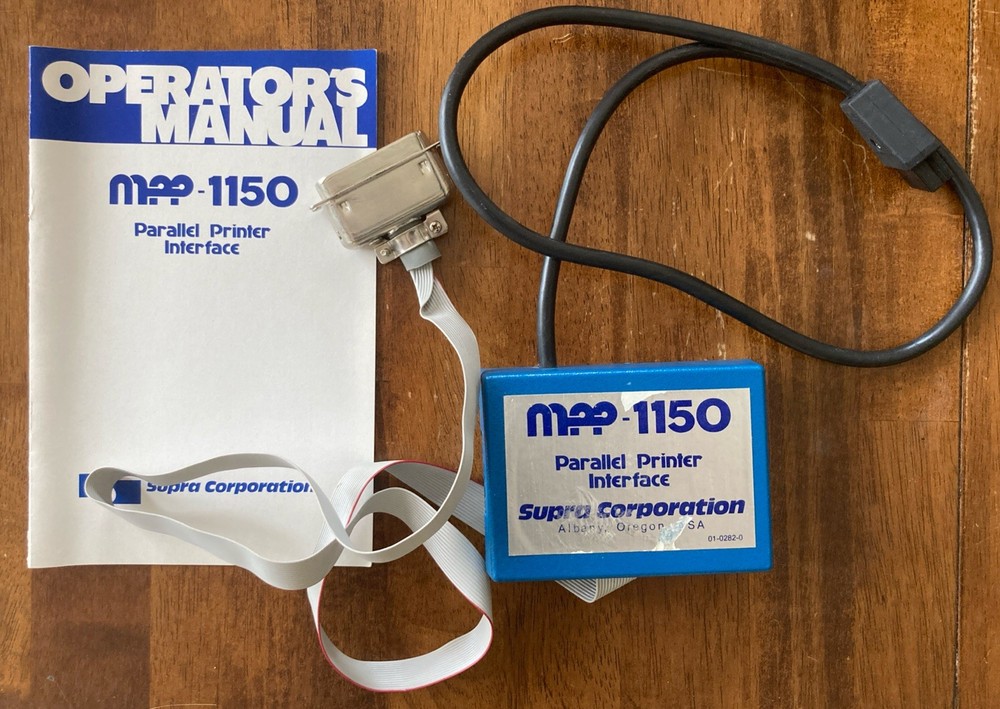 OPERATOR'S
MANUAL
MPP-1150
Parallel Printer
Interface
Supra Corporation
MPP-1150
Parallel Printer
Interface
Supra Corporation
Albany, Oregon USA
01-0282-0